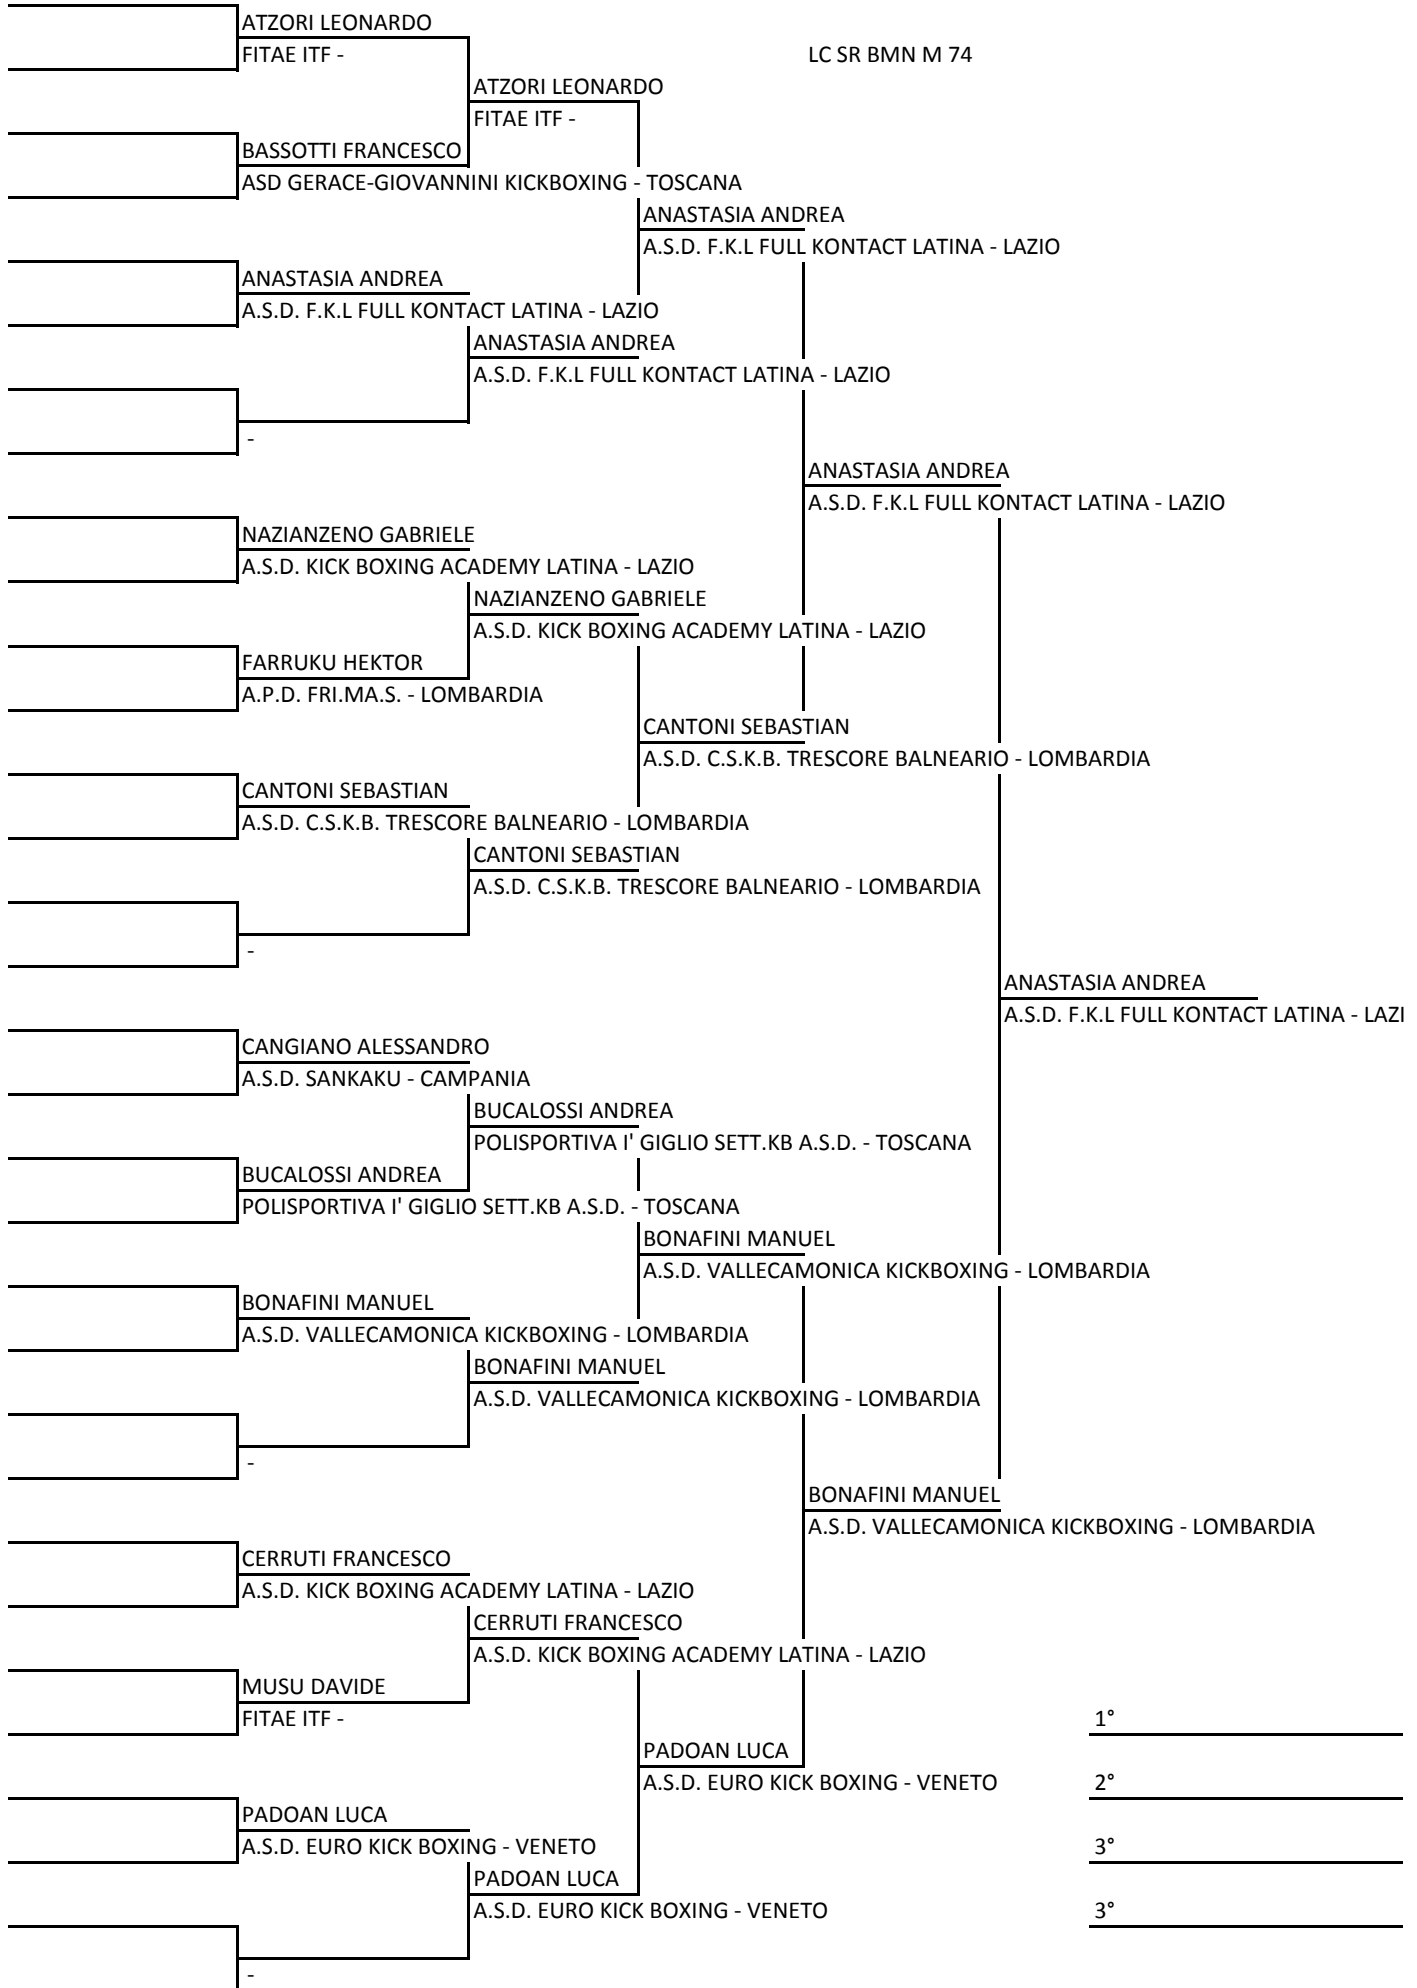 ATZORI LEONARDO
FITAE ITF -
LC SR BMN M 74
ATZORI LEONARDO
FITAE ITF -
BASSOTTI FRANCESCO
ASD GERACE-GIOVANNINI KICKBOXING - TOSCANA
ANASTASIA ANDREA
A.S.D. F.K.L FULL KONTACT LATINA - LAZIO
ANASTASIA ANDREA
A.S.D. F.K.L FULL KONTACT LATINA - LAZIO
ANASTASIA ANDREA
A.S.D. F.K.L FULL KONTACT LATINA - LAZIO
-
ANASTASIA ANDREA
A.S.D. F.K.L FULL KONTACT LATINA - LAZIO
NAZIANZENO GABRIELE
A.S.D. KICK BOXING ACADEMY LATINA - LAZIO
NAZIANZENO GABRIELE
A.S.D. KICK BOXING ACADEMY LATINA - LAZIO
FARRUKU HEKTOR
A.P.D. FRI.MA.S. - LOMBARDIA
CANTONI SEBASTIAN
A.S.D. C.S.K.B. TRESCORE BALNEARIO - LOMBARDIA
CANTONI SEBASTIAN
A.S.D. C.S.K.B. TRESCORE BALNEARIO - LOMBARDIA
CANTONI SEBASTIAN
A.S.D. C.S.K.B. TRESCORE BALNEARIO - LOMBARDIA
-
ANASTASIA ANDREA
A.S.D. F.K.L FULL KONTACT LATINA - LAZI
CANGIANO ALESSANDRO
A.S.D. SANKAKU - CAMPANIA
BUCALOSSI ANDREA
POLISPORTIVA I' GIGLIO SETT.KB A.S.D. - TOSCANA
BUCALOSSI ANDREA
POLISPORTIVA I' GIGLIO SETT.KB A.S.D. - TOSCANA
BONAFINI MANUEL
A.S.D. VALLECAMONICA KICKBOXING - LOMBARDIA
BONAFINI MANUEL
A.S.D. VALLECAMONICA KICKBOXING - LOMBARDIA
BONAFINI MANUEL
A.S.D. VALLECAMONICA KICKBOXING - LOMBARDIA
-
BONAFINI MANUEL
A.S.D. VALLECAMONICA KICKBOXING - LOMBARDIA
CERRUTI FRANCESCO
A.S.D. KICK BOXING ACADEMY LATINA - LAZIO
CERRUTI FRANCESCO
A.S.D. KICK BOXING ACADEMY LATINA - LAZIO
MUSU DAVIDE
FITAE ITF -
1°
PADOAN LUCA
A.S.D. EURO KICK BOXING - VENETO
2°
PADOAN LUCA
A.S.D. EURO KICK BOXING - VENETO
3°
PADOAN LUCA
A.S.D. EURO KICK BOXING - VENETO
3°
-